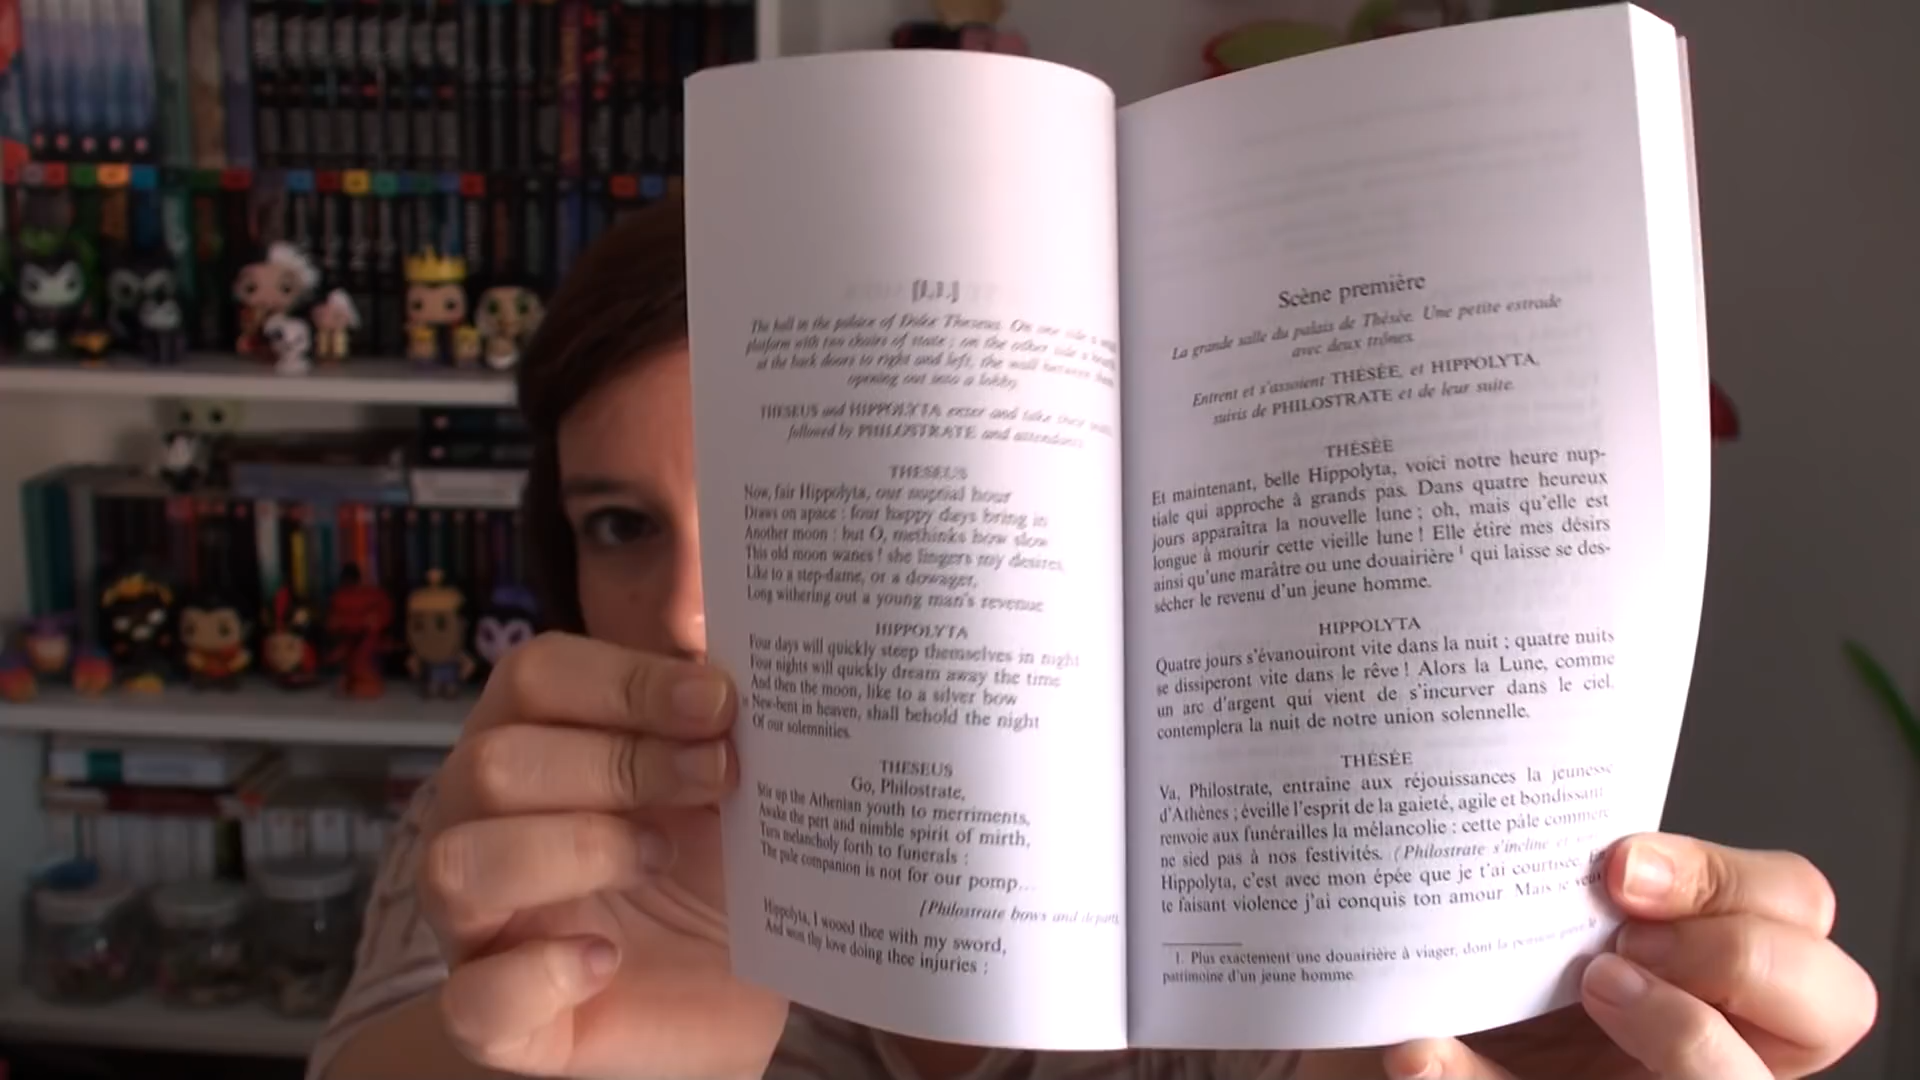 [I.I.]
The hall in the palace of Duke Theseus. On one side a
platform with two chairs of state ; on the other side a
at the back doors to right and left, the wall between them
opening out into a lobby.
THESEUS and HIPPOLYTA enter and take their
followed by PHILOSTRATE and attendants.
THESEUS
Now, fair Hippolyta, our nuptial hour
Draws on apace : four happy days bring in
Another moon : but O, methinks how slow
This old moon wanes ! she lingers my desires,
Like to a step-dame, or a dowager,
Long withering out a young man's revenue
HIPPOLYTA
Four days will quickly steep themselves in night
Four nights will quickly dream away the time
And then the moon, like to a silver bow
New-bent in heaven, shall behold the night
Of our solemnities.
THESEUS
Go, Philostrate,
Stir up the Athenian youth to merriments,
Awake the pert and nimble spirit of mirth,
Turn melancholy forth to funerals :
The pale companion is not for our pomp...
[Philostrate bows and departs
Hippolyta, I wooed thee with my sword,
And won thy love doing thee injuries ;
Scène première
La grande salle du palais de Thésée. Une petite estrade
avec deux trônes.
Entrent et s'assoient THÉSÉE, et HIPPOLYTA,
suivis de PHILOSTRATE et de leur suite.
THÉSÉE
Et maintenant, belle Hippolyta, voici notre heure nup-
tiale qui approche à grands pas. Dans quatre heureux
jours apparaîtra la nouvelle lune ; oh, mais qu'elle est
longue à mourir cette vieille lune ! Elle étire mes désirs
ainsi qu'une marâtre ou une douairière¹ qui laisse se des-
sécher le revenu d'un jeune homme.
HIPPOLYTA
Quatre jours s'évanouiront vite dans la nuit ; quatre nuits
se dissiperont vite dans le rêve ! Alors la Lune, comme
un arc d'argent qui vient de s'incurver dans le ciel,
contemplera la nuit de notre union solennelle.
THÉSÉE
Va, Philostrate, entraîne aux réjouissances la jeunesse
d'Athènes ; éveille l'esprit de la gaieté, agile et bondissant
renvoie aux funérailles la mélancolie : cette pâle commère
ne sied pas à nos festivités. (Philostrate s'incline et
Hippolyta, c'est avec mon épée que je t'ai courtisée,
te faisant violence j'ai conquis ton amour. Mais je veux
1. Plus exactement une douairière à viager, dont la pension grève le
patrimoine d'un jeune homme.